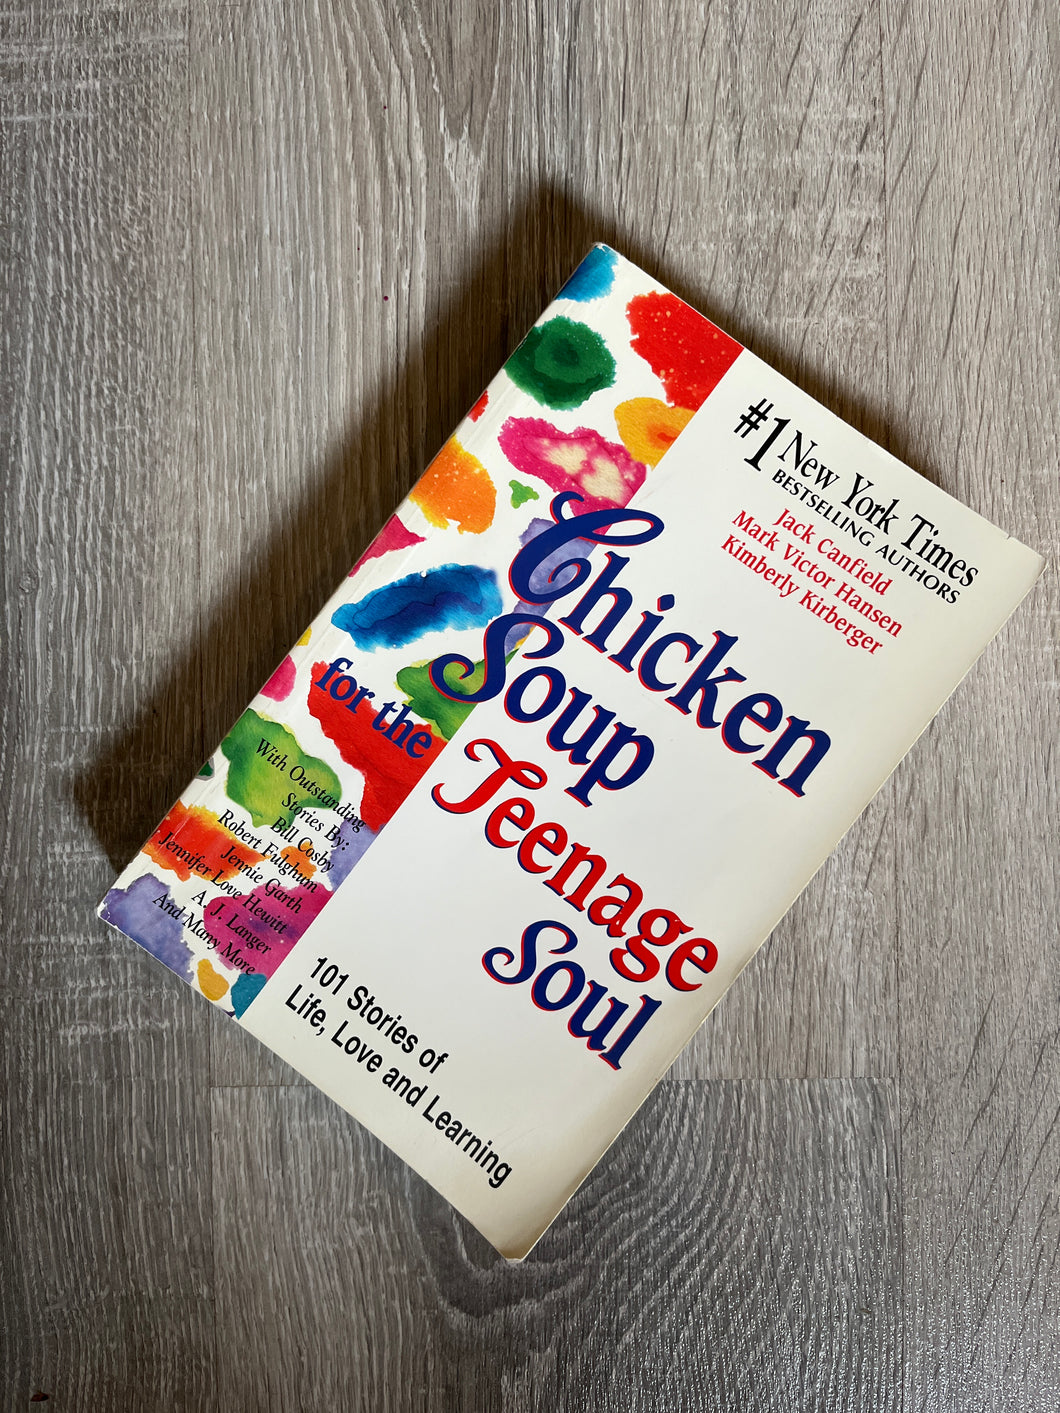 #1 New York Times
BESTSELLING AUTHORS
Jack Canfield
Mark Victor Hansen
Kimberly Kirberger
Chicken
Soup
for the
Teenage
Soul
With Outstanding
Stories By:
Bill Cosby
Robert Fulghum
Jennie Garth
Jennifer Love Hewitt
A. J. Langer
And Many More
101 Stories of
Life, Love and Learning